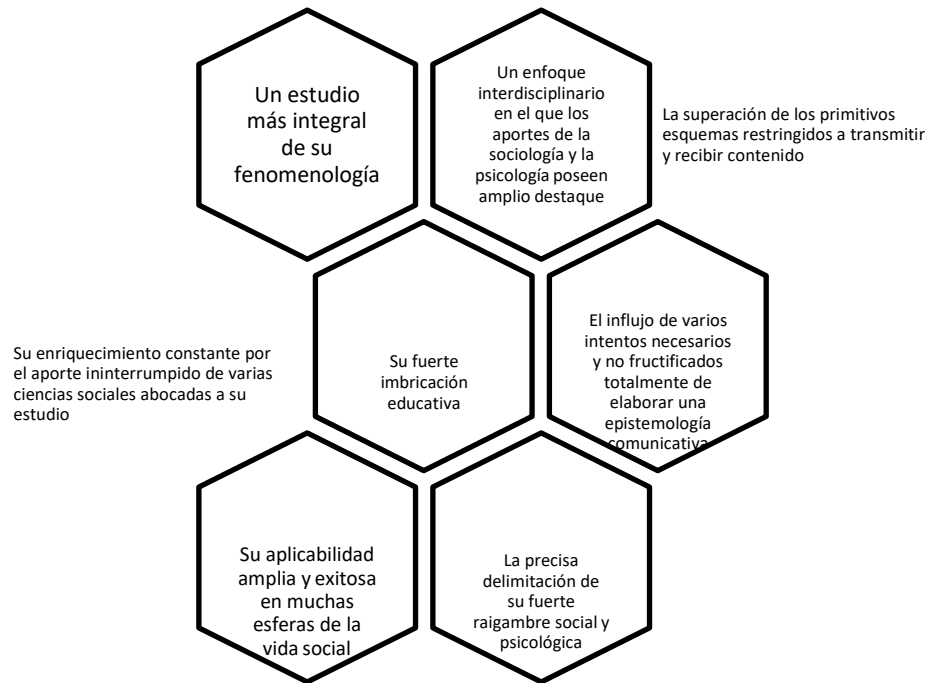 Un estudio
más integral
de su
fenomenología
Un enfoque
interdisciplinario
en el que los
aportes de la
sociología y la
psicología poseen
amplio destaque
La superación de los primitivos
esquemas restringidos a transmitir
y recibir contenido
Su enriquecimiento constante por
el aporte ininterrumpido de varias
ciencias sociales abocadas a su
estudio
Su fuerte
imbricación
educativa
El influjo de varios
intentos necesarios
y no fructificados
totalmente de
elaborar una
epistemología
comunicativa
Su aplicabilidad
amplia y exitosa
en muchas
esferas de la
vida social
La precisa
delimitación de
su fuerte
raigambre social y
psicológica